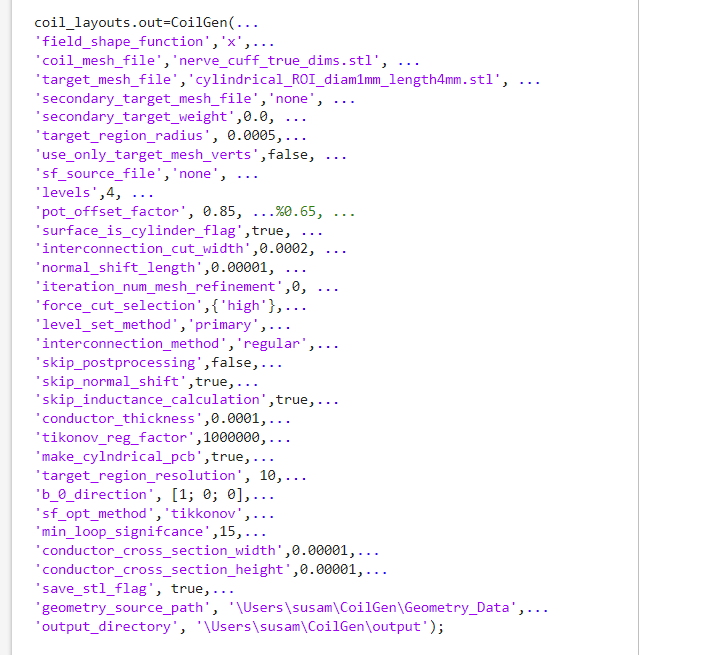 coil_layouts.out=CoilGen(...
'field_shape_function','x',...
'coil_mesh_file','nerve_cuff_true_dims.stl', ...
'target_mesh_file','cylindrical_ROI_diam1mm_length4mm.stl', ...
'secondary_target_mesh_file','none', ...
'secondary_target_weight',0.0, ...
'target_region_radius', 0.0005,...
'use_only_target_mesh_verts',false, ...
'sf_source_file','none', ...
'levels',4, ...
'pot_offset_factor', 0.85, ...%0.65, ...
'surface_is_cylinder_flag',true, ...
'interconnection_cut_width',0.0002, ...
'normal_shift_length',0.00001, ...
'iteration_num_mesh_refinement',0, ...
'force_cut_selection',{'high'},...
'level_set_method','primary',...
'interconnection_method','regular',...
'skip_postprocessing',false,...
'skip_normal_shift',true,...
'skip_inductance_calculation',true,...
'conductor_thickness',0.0001,...
'tikonov_reg_factor',1000000,...
'make_cylndrical_pcb',true,...
'target_region_resolution', 10,...
'b_0_direction', [1; 0; 0],...
'sf_opt_method','tikkonov',...
'min_loop_signifcance',15,...
'conductor_cross_section_width',0.00001,...
'conductor_cross_section_height',0.00001,...
'save_stl_flag', true,...
'geometry_source_path', '\Users\susam\CoilGen\Geometry_Data',...
'output_directory', '\Users\susam\CoilGen\output');